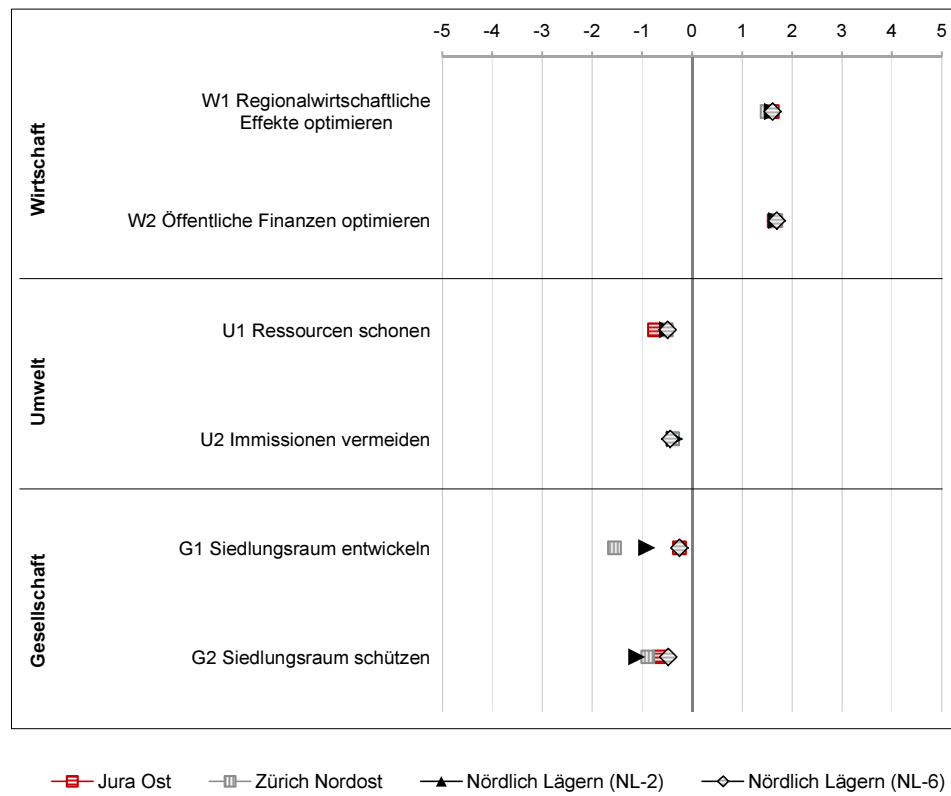 -5 -4 -3 -2 -1 0 1 2 3 4 5
Wirtschaft
W1 Regionalwirtschaftliche
Effekte optimieren
W2 Öffentliche Finanzen optimieren
Umwelt
U1 Ressourcen schonen
U2 Immissionen vermeiden
Gesellschaft
G1 Siedlungsraum entwickeln
G2 Siedlungsraum schützen
Jura Ost Zürich Nordost Nördlich Lägern (NL-2) Nördlich Lägern (NL-6)